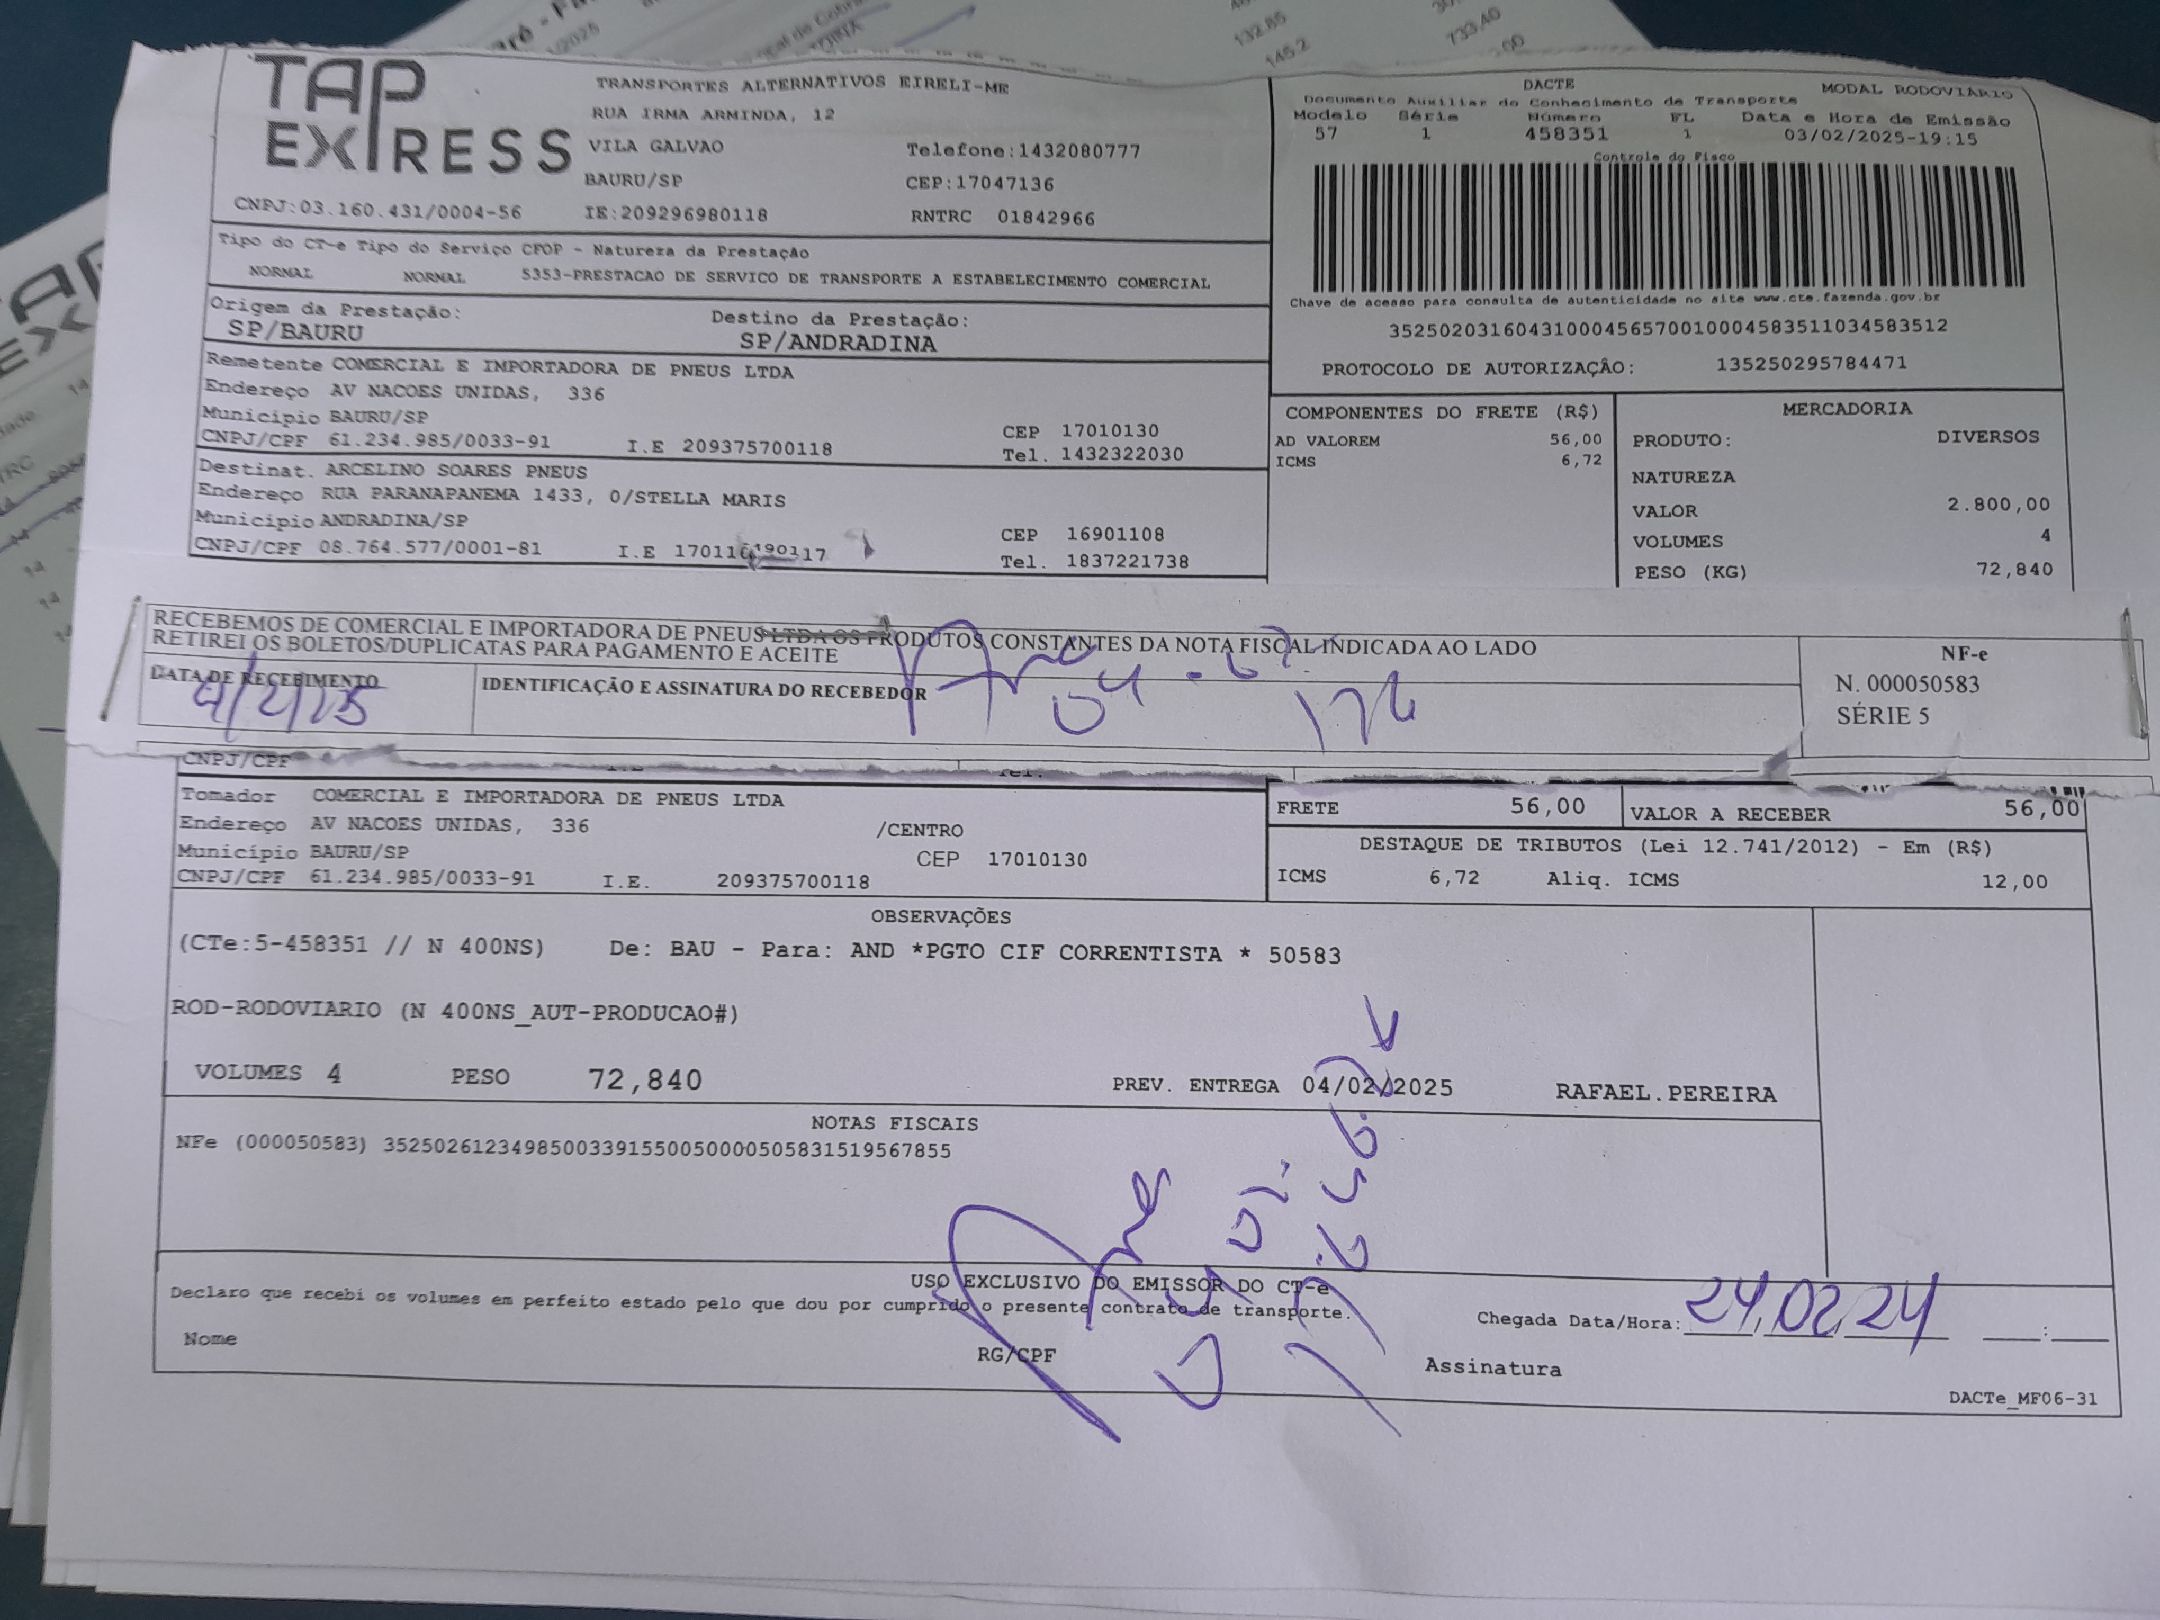 TAP EXPRESS
TRANSPORTES ALTERNATIVOS EIRELI-ME
RUA IRMA ARMINDA, 12
VILA GALVAO Telefone:1432080777
BAURU/SP CEP:17047136
CNPJ:03.160.431/0004-56 IE:209296980118 RNTRC 01842966
DACTE MODAL RODOVIÁRIO
Documento Auxiliar do Conhecimento de Transporte
Modelo Série Número FL Data e Hora de Emissão
57 1 458351 1 03/02/2025-19:15
Controle do Fisco
Chave de acesso para consulta de autenticidade no site www.cte.fazenda.gov.br
35250203160431000456570010004583511034583512
PROTOCOLO DE AUTORIZAÇÂO: 135250295784471
Tipo do CT-e Tipo do Serviço CFOP - Natureza da Prestação
NORMAL NORMAL 5353-PRESTACAO DE SERVICO DE TRANSPORTE A ESTABELECIMENTO COMERCIAL
Origem da Prestação: Destino da Prestação:
SP/BAURU SP/ANDRADINA
Remetente COMERCIAL E IMPORTADORA DE PNEUS LTDA
Endereço AV NACOES UNIDAS, 336
Município BAURU/SP CEP 17010130
CNPJ/CPF 61.234.985/0033-91 I.E 209375700118 Tel. 1432322030
Destinat. ARCELINO SOARES PNEUS
Endereço RUA PARANAPANEMA 1433, 0/STELLA MARIS
Município ANDRADINA/SP CEP 16901108
CNPJ/CPF 08.764.577/0001-81 I.E Tel. 1837221738
COMPONENTES DO FRETE (R$)
AD VALOREM 56,00
ICMS 6,72
MERCADORIA
PRODUTO: DIVERSOS
NATUREZA
VALOR 2.800,00
VOLUMES 4
PESO (KG) 72,840
RECEBEMOS DE COMERCIAL E IMPORTADORA DE PNEUS LTDA OS PRODUTOS CONSTANTES DA NOTA FISCAL INDICADA AO LADO
RETIREI OS BOLETOS/DUPLICATAS PARA PAGAMENTO E ACEITE
DATA DE RECEBIMENTO IDENTIFICAÇÃO E ASSINATURA DO RECEBEDOR
4/2/25
NF-e
N. 000050583
SÉRIE 5
CNPJ/CPF
Tomador COMERCIAL E IMPORTADORA DE PNEUS LTDA
Endereço AV NACOES UNIDAS, 336 /CENTRO
Município BAURU/SP CEP 17010130
CNPJ/CPF 61.234.985/0033-91 I.E. 209375700118
FRETE 56,00 VALOR A RECEBER 56,00
DESTAQUE DE TRIBUTOS (Lei 12.741/2012) - Em (R$)
ICMS 6,72 Aliq. ICMS 12,00
OBSERVAÇÕES
(CTe:5-458351 // N 400NS) De: BAU - Para: AND *PGTO CIF CORRENTISTA * 50583
ROD-RODOVIARIO (N 400NS_AUT-PRODUCAO#)
VOLUMES 4 PESO 72,840 PREV. ENTREGA 04/02/2025 RAFAEL.PEREIRA
NOTAS FISCAIS
NFe (000050583) 35250261234985003391550050000505831519567855
USO EXCLUSIVO DO EMISSOR DO CT-e
Declaro que recebi os volumes em perfeito estado pelo que dou por cumprido o presente contrato de transporte.
Chegada Data/Hora: 24,02,24 :
Nome RG/CPF Assinatura
DACTe_MF06-31